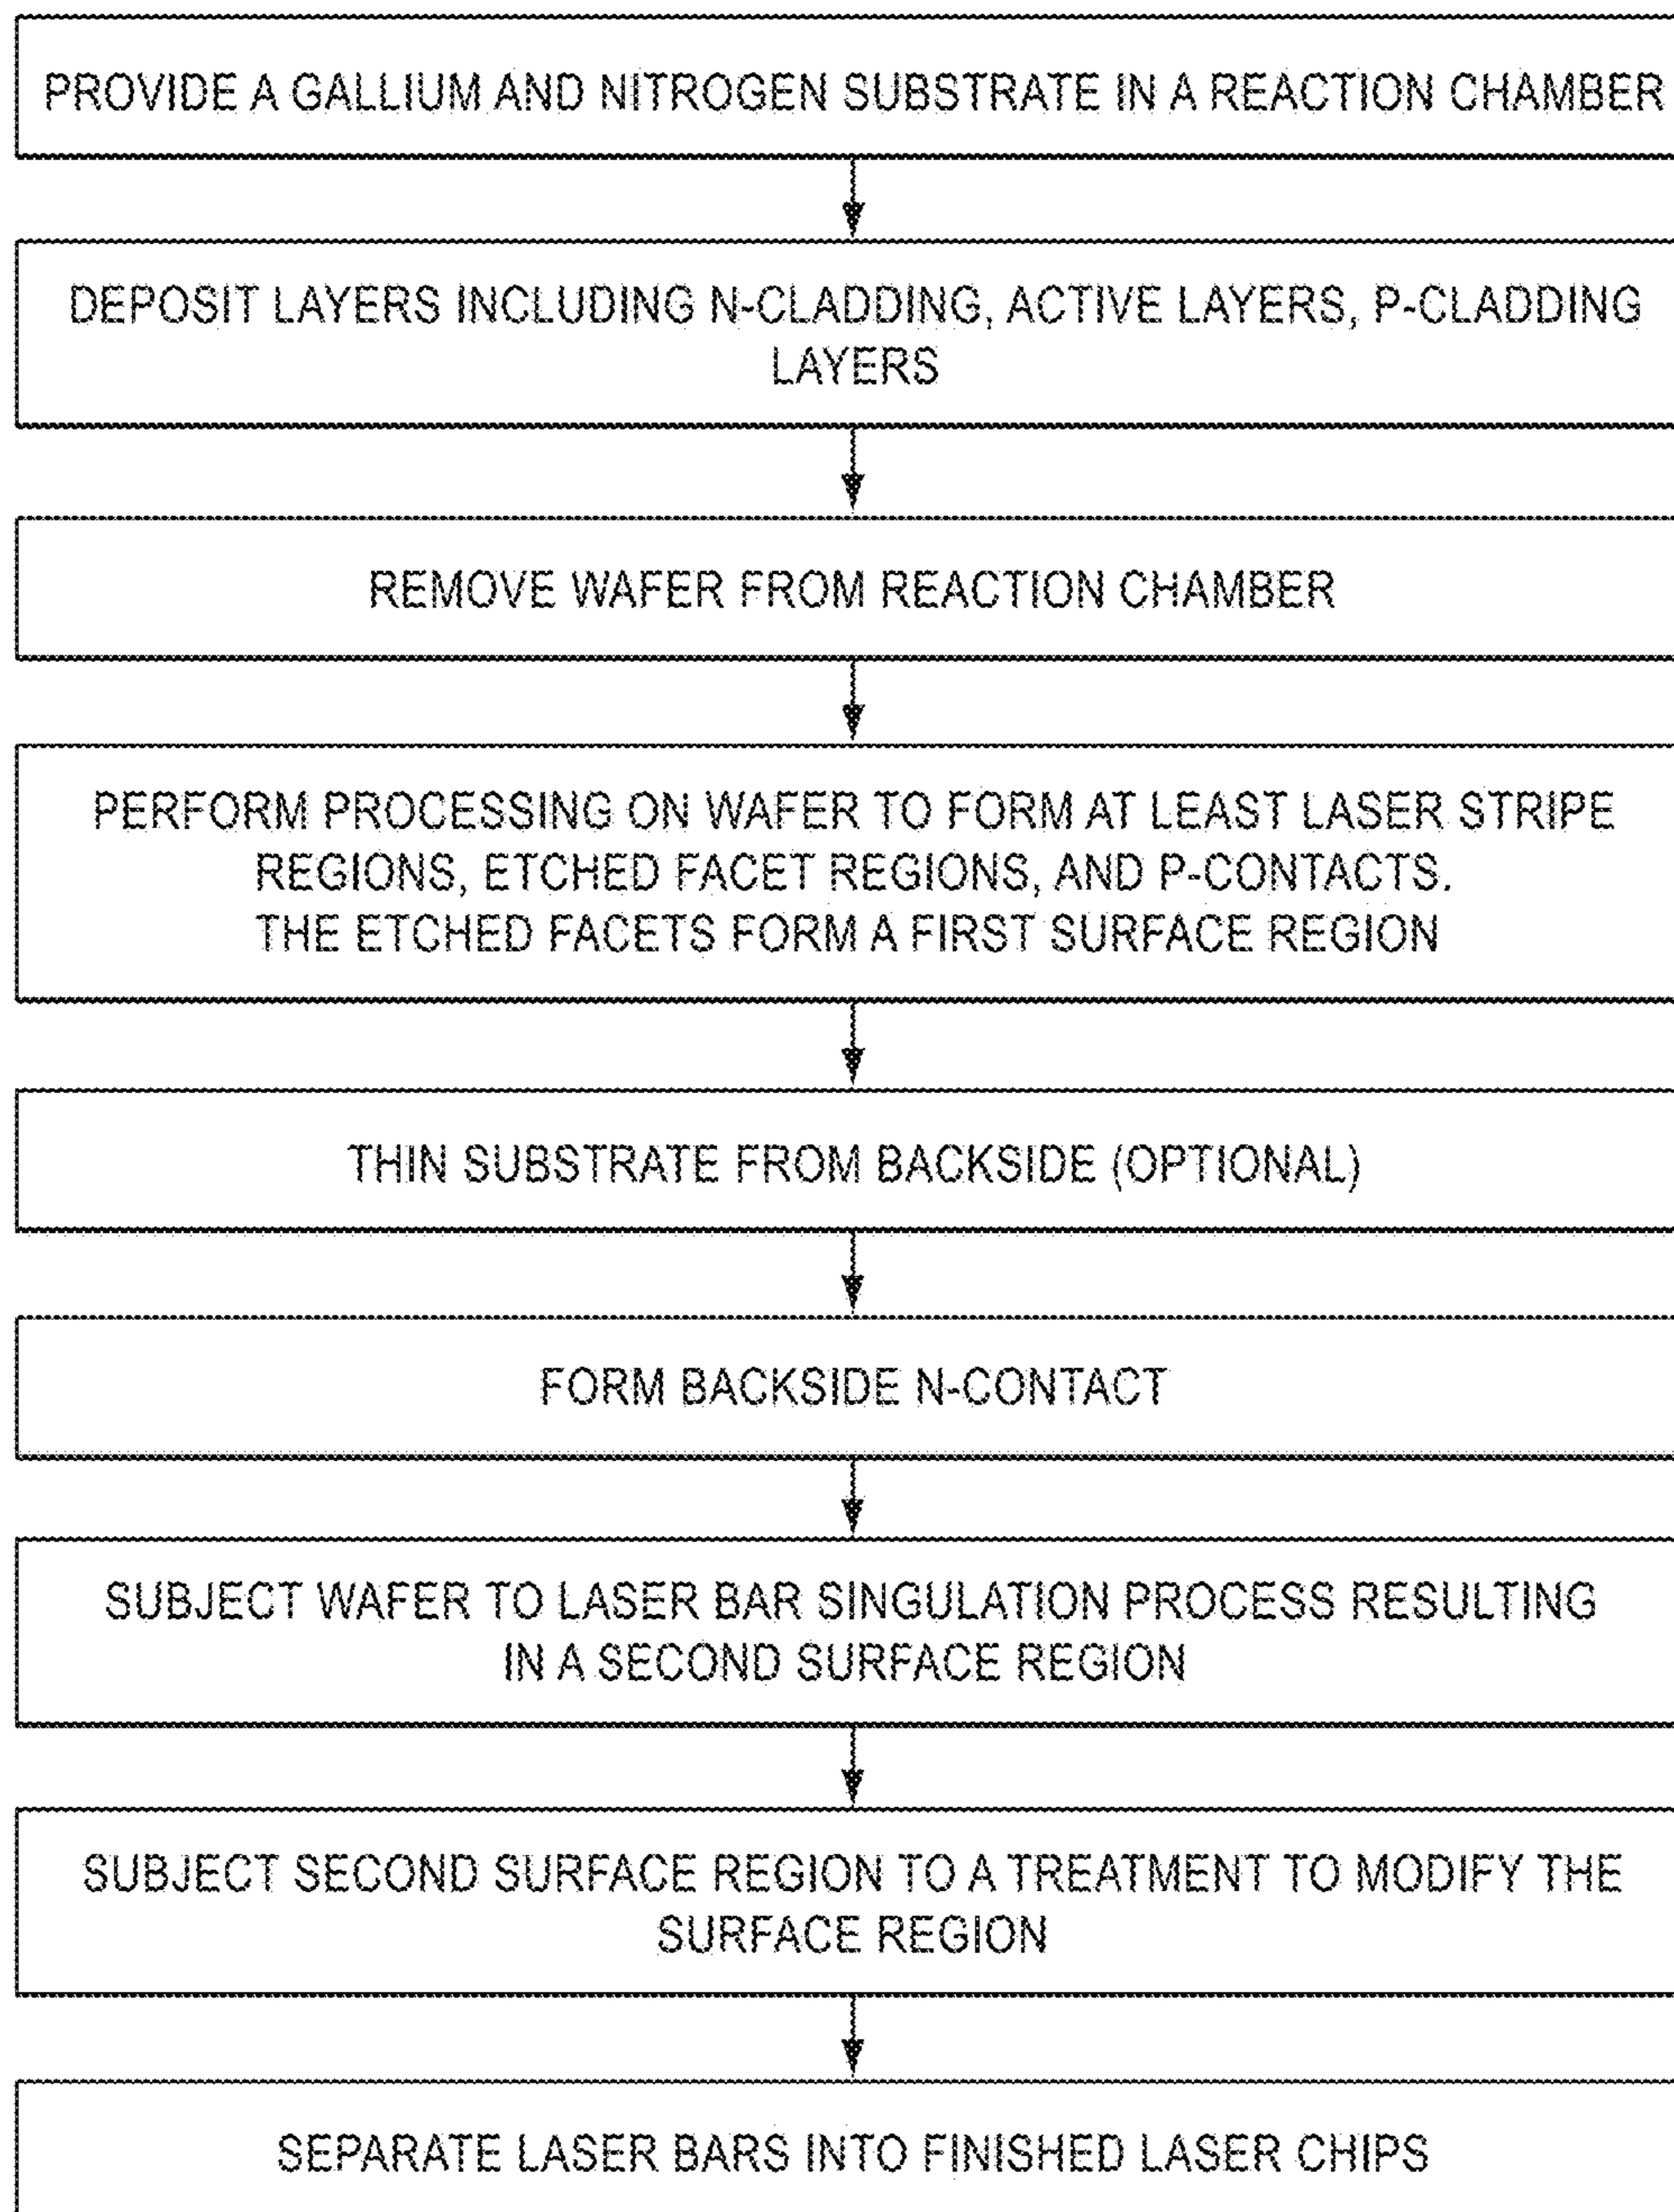 PROVIDE A GALLIUM AND NITROGEN SUBSTRATE IN A REACTION CHAMBER
DEPOSIT LAYERS INCLUDING N-CLADDING, ACTIVE LAYERS, P-CLADDING
LAYERS
REMOVE WAFER FROM REACTION CHAMBER
PERFORM PROCESSING ON WAFER TO FORM AT LEAST LASER STRIPE
REGIONS, ETCHED FACET REGIONS, AND P-CONTACTS.
THE ETCHED FACETS FORM A FIRST SURFACE REGION
THIN SUBSTRATE FROM BACKSIDE (OPTIONAL)
FORM BACKSIDE N-CONTACT
SUBJECT WAFER TO LASER BAR SINGULATION PROCESS RESULTING
IN A SECOND SURFACE REGION
SUBJECT SECOND SURFACE REGION TO A TREATMENT TO MODIFY THE
SURFACE REGION
SEPARATE LASER BARS INTO FINISHED LASER CHIPS